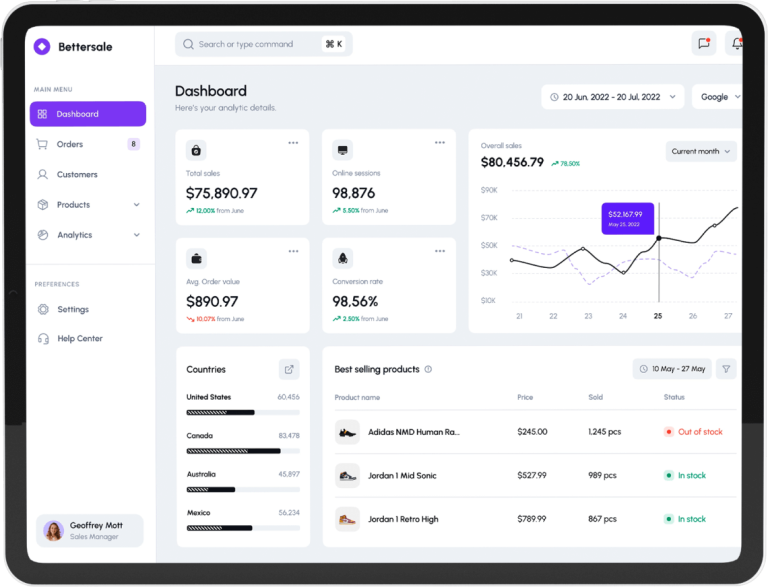 Bettersale
Search or type command
⌘ K
MAIN MENU
Dashboard
Orders
8
Customers
Products
Analytics
PREFERENCES
Settings
Help Center
Geoffrey Mott
Sales Manager
Dashboard
Here's your analytic details.
20 Jun, 2022 - 20 Jul, 2022
Google
Total sales
$75,890.97
12,00% from June
Online sessions
98,876
5.50% from June
Avg. Order value
$890.97
10,07% from June
Conversion rate
98,56%
2.50% from June
Overall sales
$80,456.79
78,50%
Current month
$90K
$70K
$50K
$30K
$10K
$52.167.99
May 25, 2022
21
22
23
24
25
26
27
Countries
United States
60,456
Canada
83,478
Australia
45,897
Mexico
56,234
Best selling products
10 May - 27 May
Product name
Price
Sold
Status
Adidas NMD Human Ra...
$245.00
1,245 pcs
Out of stock
Jordan 1 Mid Sonic
$527.99
989 pcs
In stock
Jordan 1 Retro High
$789.99
867 pcs
In stock